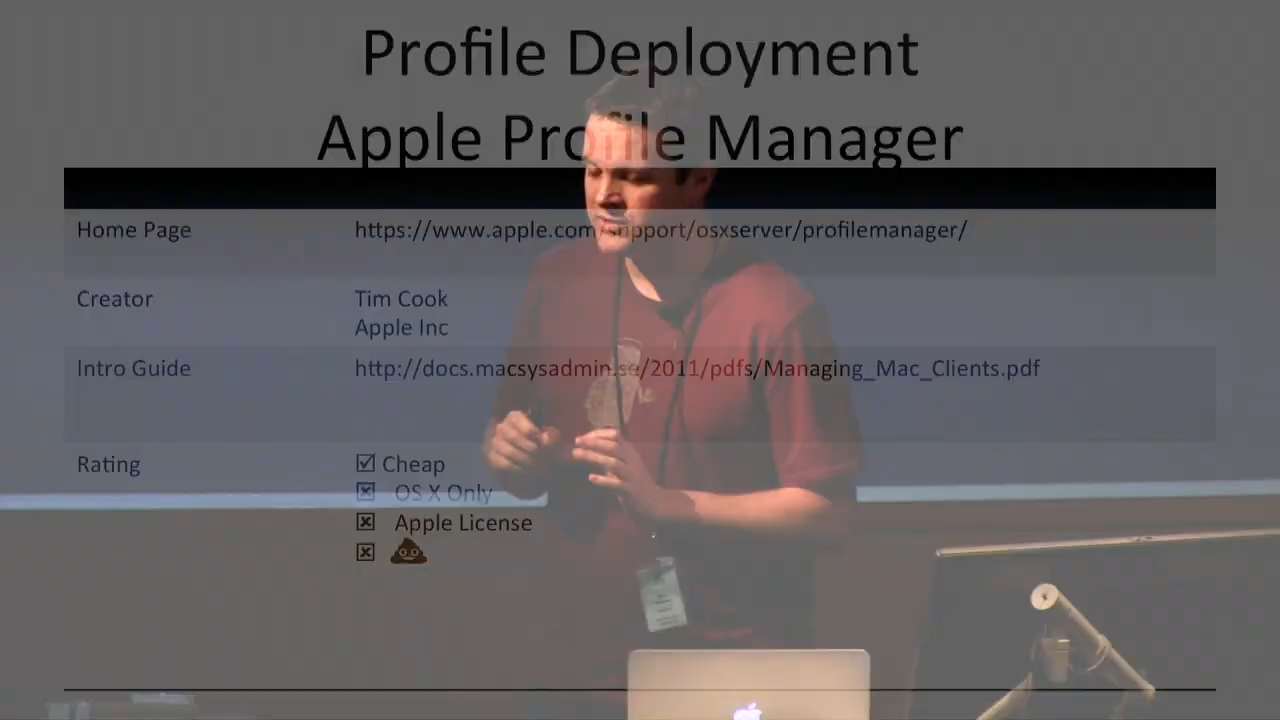 Profile Deployment
Apple Profile Manager
Home Page https://www.apple.com/support/osxserver/profilemanager/
Creator Tim Cook
Apple Inc
Intro Guide http://docs.macsysadmin.se/2011/pdfs/Managing_Mac_Clients.pdf
Rating ☑ Cheap
☒ OS X Only
☒ Apple License
☒ 💩